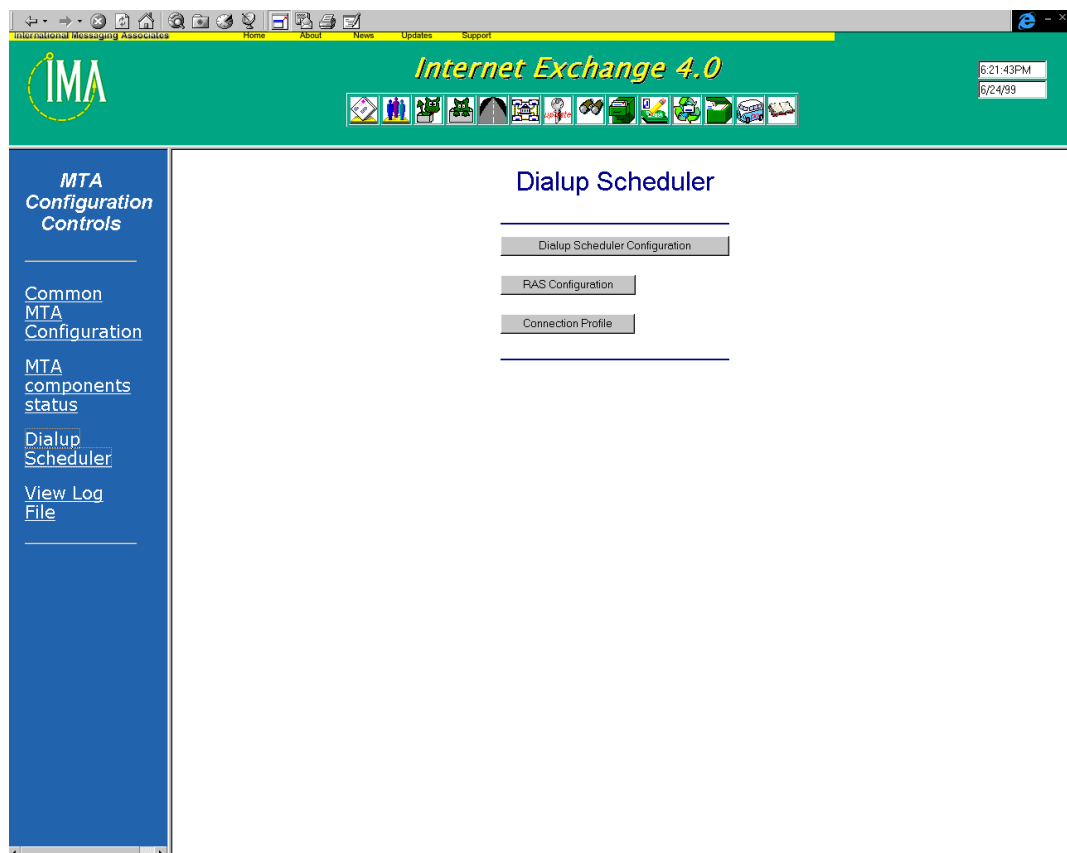 International Messaging Associates
Home About News Updates Support
IMA
Internet Exchange 4.0
6:21:43PM
6/24/99
update
MTA
Configuration
Controls
Common
MTA
Configuration
MTA
components
status
Dialup
Scheduler
View Log
File
Dialup Scheduler
Dialup Scheduler Configuration
RAS Configuration
Connection Profile